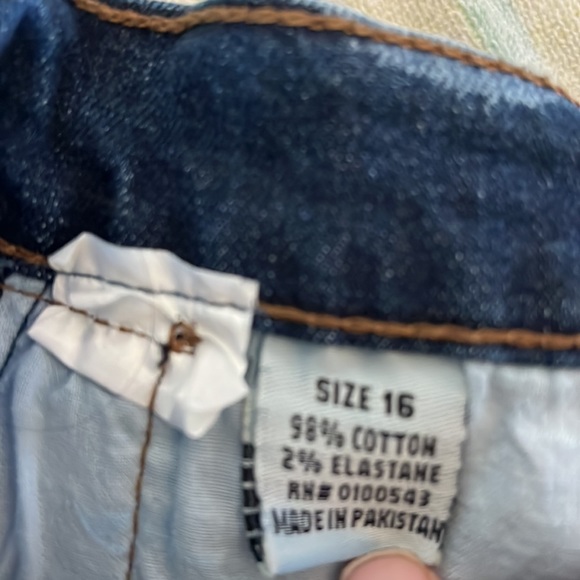 SIZE 16
98% COTTON
2% ELASTANE
RN# 0100543
MADE IN PAKISTAN